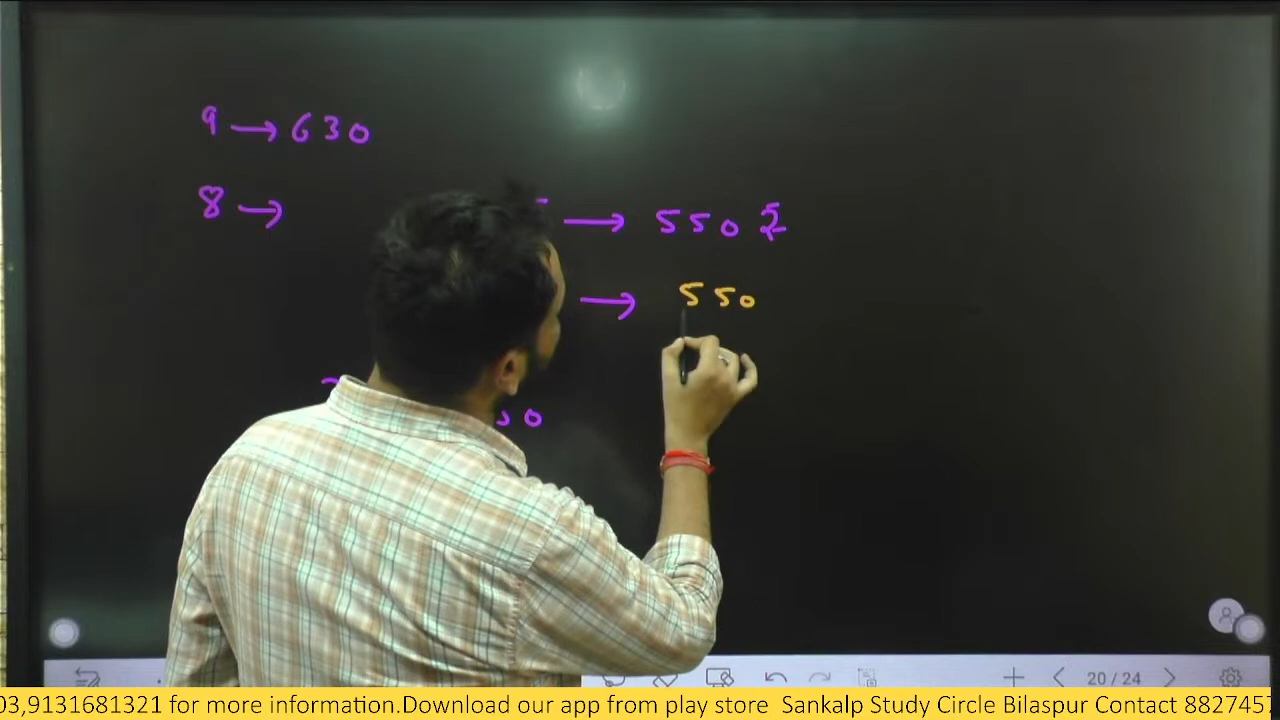 9 → 630
8 →
→ 550 ₹
→ 550
50
20 / 24
03,9131681321 for more information.Download our app from play store Sankalp Study Circle Bilaspur Contact 8827457